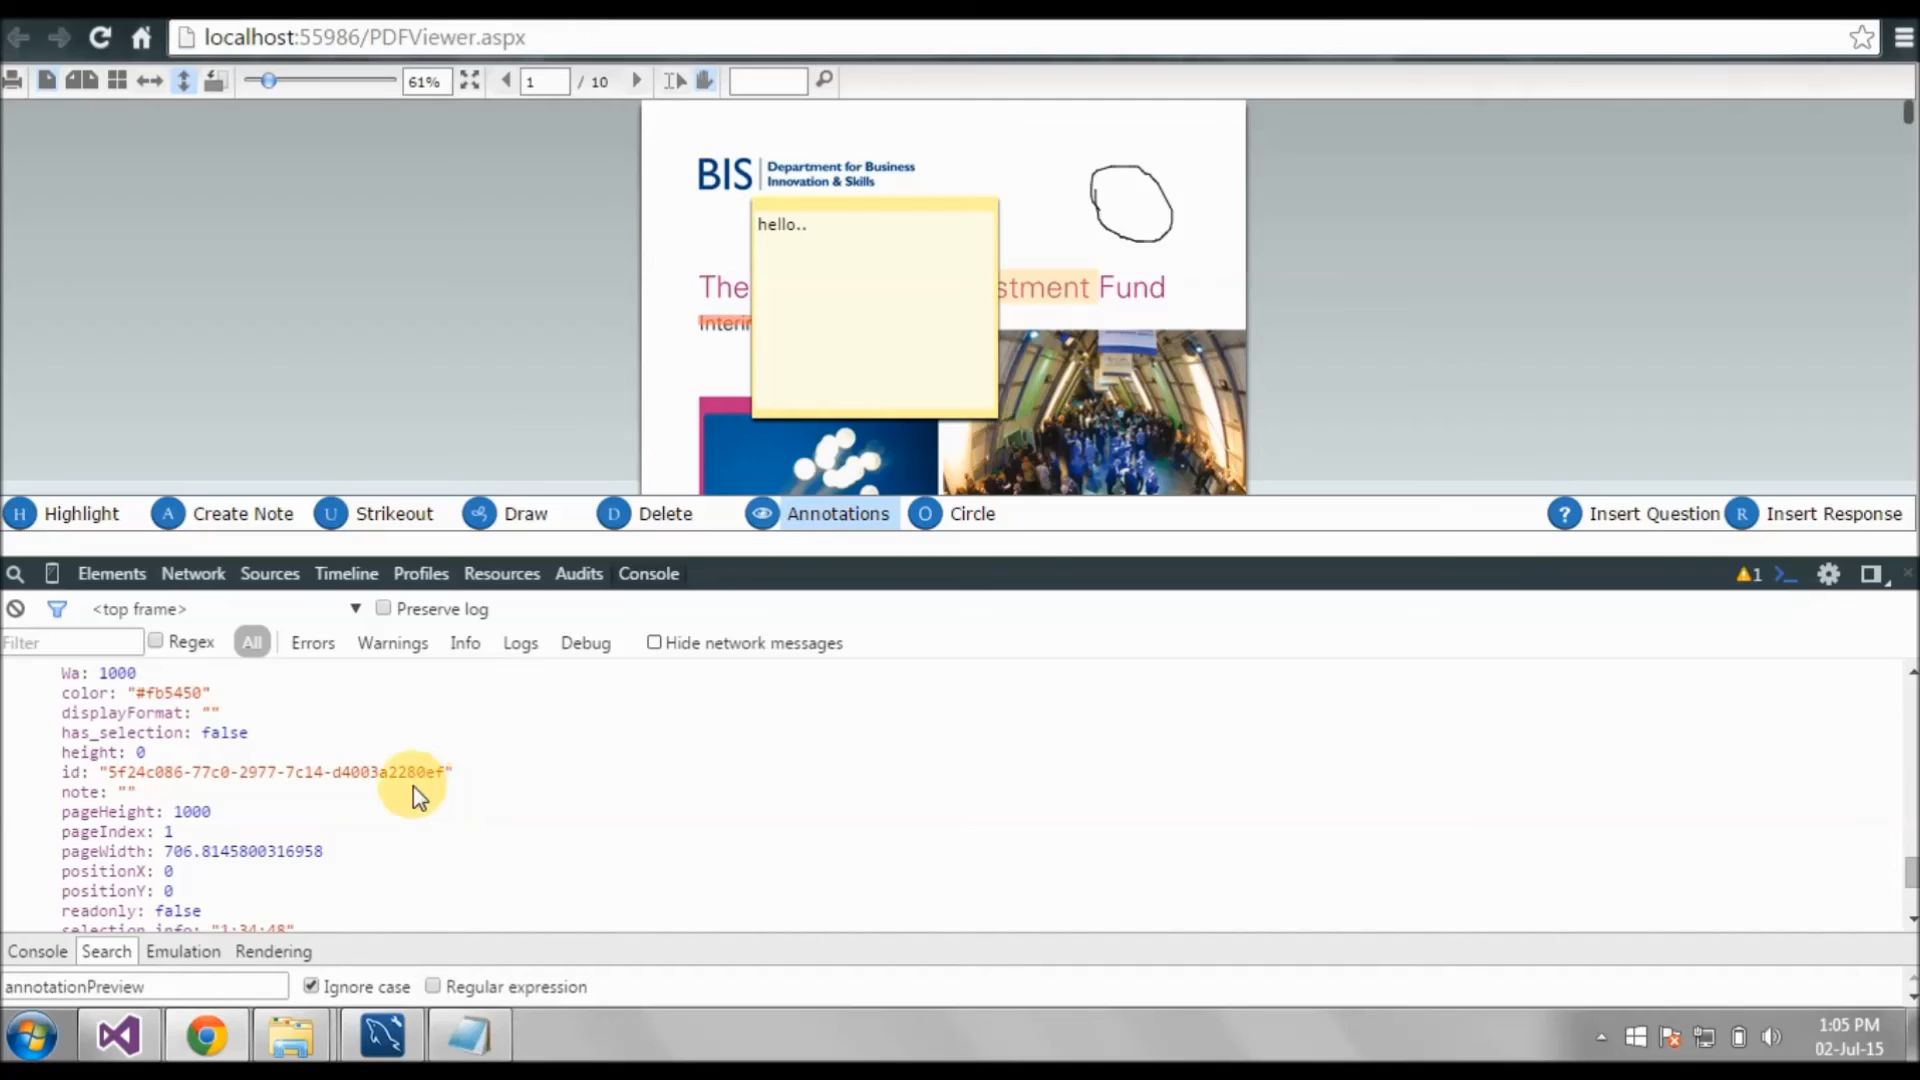 localhost:55986/PDFViewer.aspx
61% 1 / 10
BIS Department for Business
Innovation & Skills
hello..
The stment Fund
Interi
H Highlight A Create Note U Strikeout Draw D Delete Annotations O Circle ? Insert Question R Insert Response
Elements Network Sources Timeline Profiles Resources Audits Console 1
<top frame> Preserve log
Filter Regex All Errors Warnings Info Logs Debug Hide network messages
Wa: 1000
color: "#fb5450"
displayFormat: ""
has_selection: false
height: 0
id: "5f24c086-77c0-2977-7c14-d4003a2280ef"
note: ""
pageHeight: 1000
pageIndex: 1
pageWidth: 706.8145800316958
positionX: 0
positionY: 0
readonly: false
selection_info: "1:34:48"
Console Search Emulation Rendering
annotationPreview Ignore case Regular expression
1:05 PM
02-Jul-15